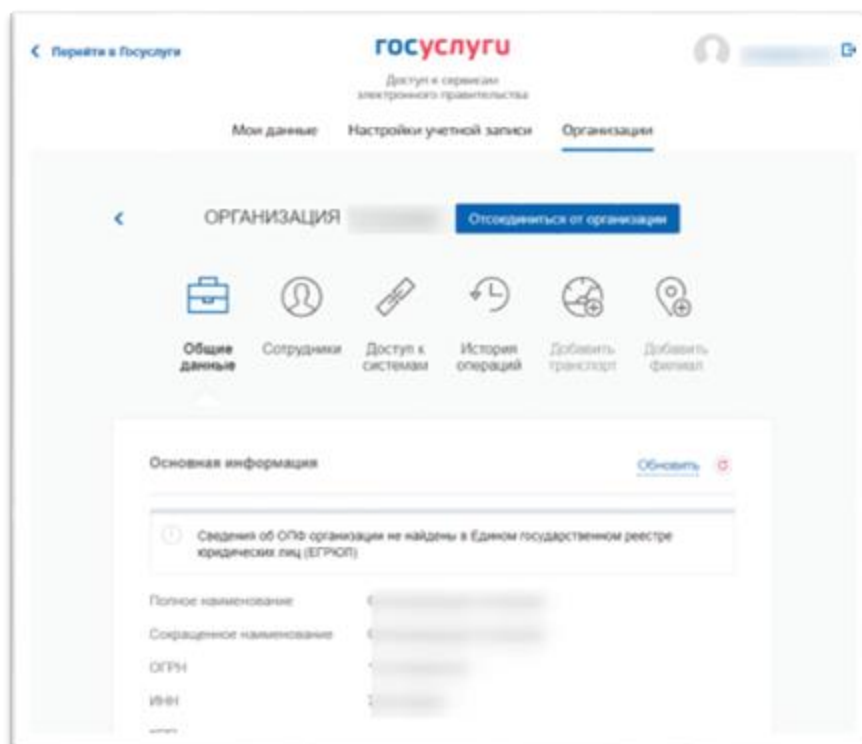 Перейти в Госуслуги
госуслуги
Доступ к сервисам
электронного правительства
Мои данные Настройки учетной записи Организации
ОРГАНИЗАЦИЯ Отсоединиться от организации
Общие
данные
Сотрудники
Доступ к
системам
История
операций
Добавить
транспорт
Добавить
филиал
Основная информация Обновить
Сведения об ОПФ организации не найдены в Едином государственном реестре
юридических лиц (ЕГРЮЛ)
Полное наименование
Сокращенное наименование
ОГРН
ИНН